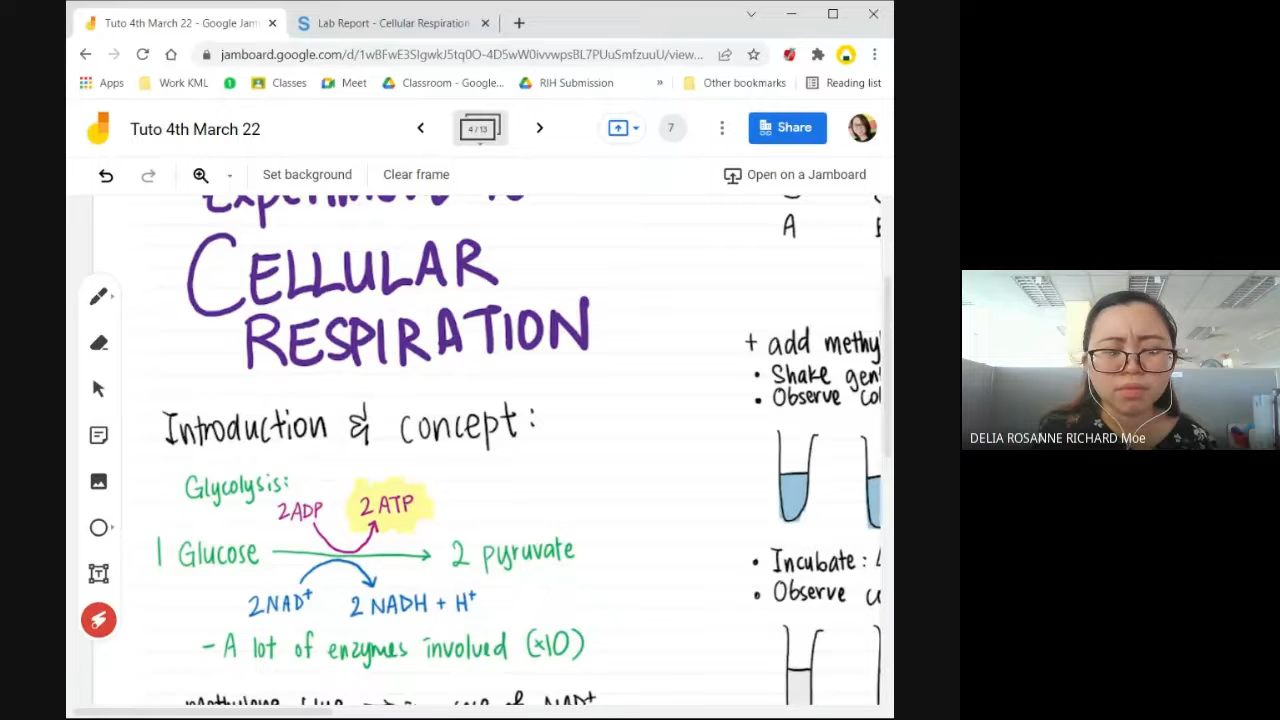 Tuto 4th March 22 - Google Jam
Lab Report - Cellular Respiration
jamboard.google.com/d/1wBFwE3SIgwkJ5tq0O-4D5wW0ivvwpsBL7PUuSmfzuuU/view...
Apps
Work KML
1
Classes
Meet
Classroom - Google...
RIH Submission
»
Other bookmarks
Reading list
Tuto 4th March 22
4 / 13
7
Share
Set background
Clear frame
Open on a Jamboard
CELLULAR
RESPIRATION
Introduction & concept:
Glycolysis:
2ADP 2 ATP
1 Glucose 2 pyruvate
2NAD⁺ 2 NADH + H⁺
- A lot of enzymes involved (×10)
A
+ add methy
• Shake gen
• Observe co
• Incubate :
• Observe
DELIA ROSANNE RICHARD Moe